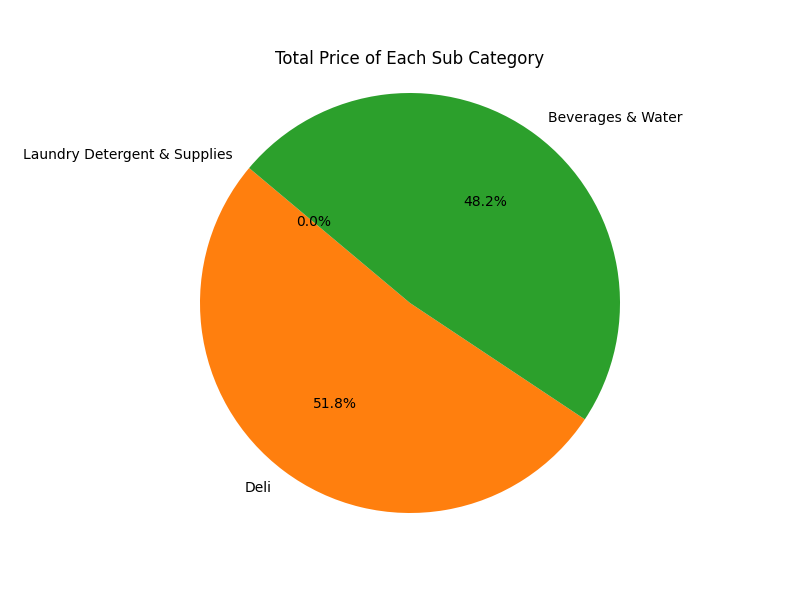 Total Price of Each Sub Category
Beverages & Water
Laundry Detergent & Supplies
48.2%
0.0%
51.8%
Deli